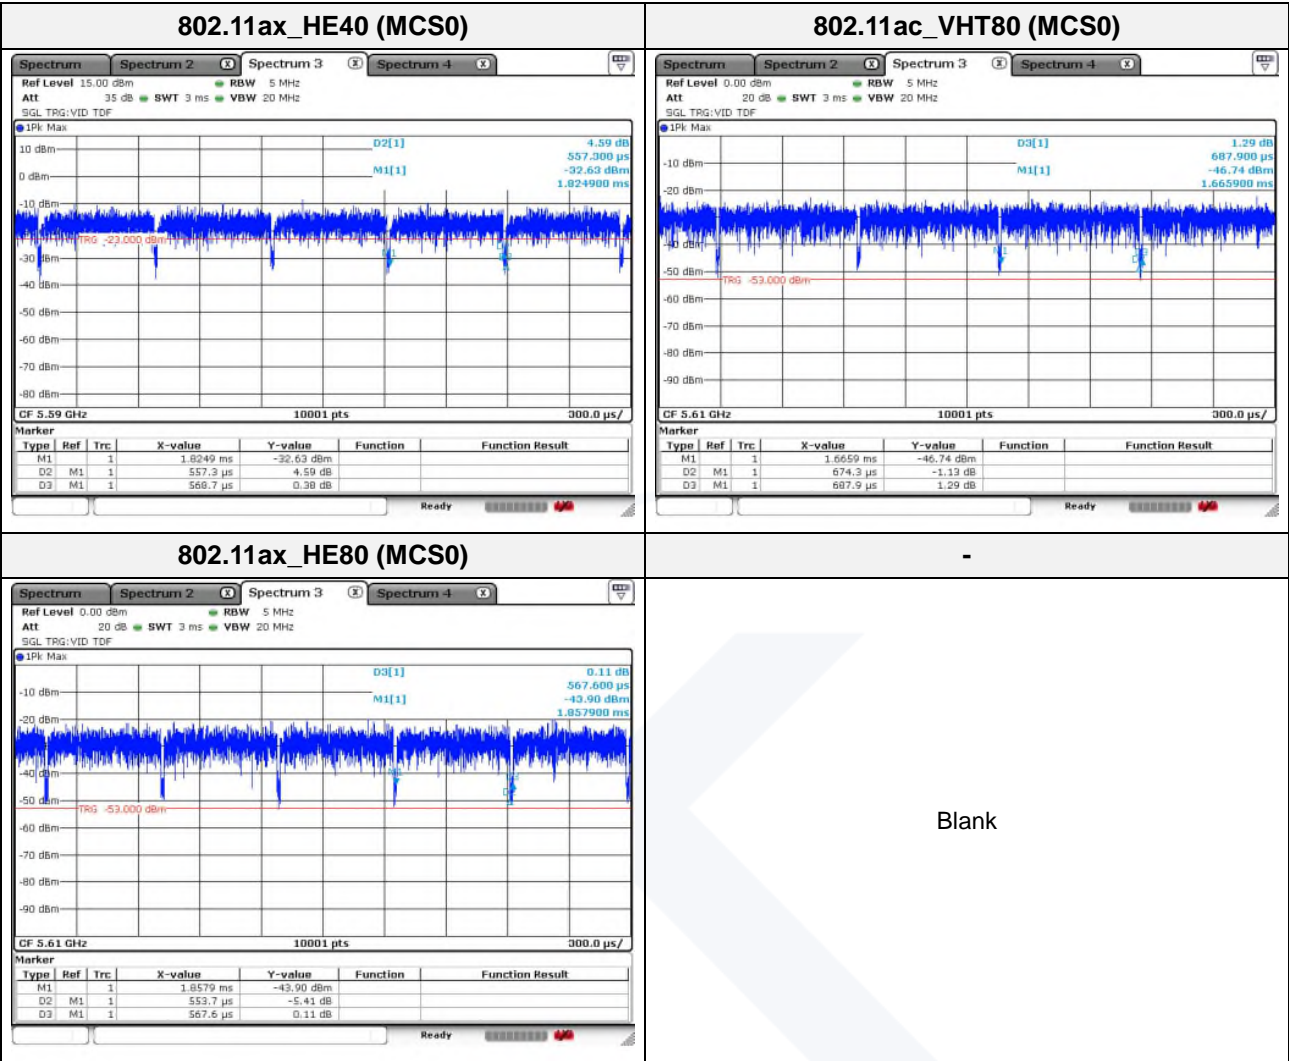 802.11ax_HE40 (MCS0)
802.11ac_VHT80 (MCS0)
Spectrum Spectrum 2 X Spectrum 3 X Spectrum 4 X
Ref Level 15.00 dBm RBW 5 MHz
Att 35 dB SWT 3 ms VBW 20 MHz
SGL TRG:VID TDF
1Pk Max
D2[1] 4.59 dB
557.300 µs
M1[1] -32.63 dBm
1.824900 ms
10 dBm
0 dBm
-10 dBm
TRG -23.000 dBm
-30 dBm
-40 dBm
-50 dBm
-60 dBm
-70 dBm
-80 dBm
CF 5.59 GHz 10001 pts 300.0 µs/
Marker
Type Ref Trc X-value Y-value Function Function Result
M1 1 1.8249 ms -32.63 dBm
D2 M1 1 557.3 µs 4.59 dB
D3 M1 1 568.7 µs 0.38 dB
Ready
Spectrum Spectrum 2 X Spectrum 3 X Spectrum 4 X
Ref Level 0.00 dBm RBW 5 MHz
Att 20 dB SWT 3 ms VBW 20 MHz
SGL TRG:VID TDF
1Pk Max
D3[1] 1.29 dB
687.900 µs
M1[1] -46.74 dBm
1.665900 ms
-10 dBm
-20 dBm
-40 dBm
-50 dBm
TRG -53.000 dBm
-60 dBm
-70 dBm
-80 dBm
-90 dBm
CF 5.61 GHz 10001 pts 300.0 µs/
Marker
Type Ref Trc X-value Y-value Function Function Result
M1 1 1.6659 ms -46.74 dBm
D2 M1 1 674.3 µs -1.13 dB
D3 M1 1 687.9 µs 1.29 dB
Ready
802.11ax_HE80 (MCS0)
-
Spectrum Spectrum 2 X Spectrum 3 X Spectrum 4 X
Ref Level 0.00 dBm RBW 5 MHz
Att 20 dB SWT 3 ms VBW 20 MHz
SGL TRG:VID TDF
1Pk Max
D3[1] 0.11 dB
567.600 µs
M1[1] -43.90 dBm
1.857900 ms
-10 dBm
-20 dBm
-40 dBm
-50 dBm
TRG -53.000 dBm
-60 dBm
-70 dBm
-80 dBm
-90 dBm
CF 5.61 GHz 10001 pts 300.0 µs/
Marker
Type Ref Trc X-value Y-value Function Function Result
M1 1 1.8579 ms -43.90 dBm
D2 M1 1 553.7 µs -5.41 dB
D3 M1 1 567.6 µs 0.11 dB
Ready
Blank